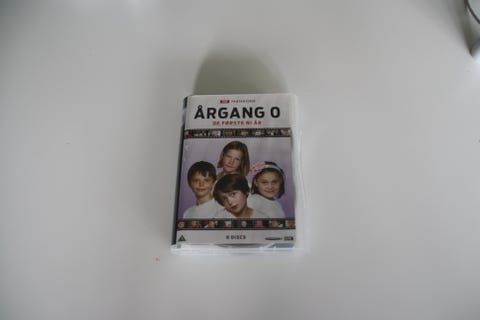 ÅRGANG 0
DE FØRSTE NI ÅR
8 DISCS